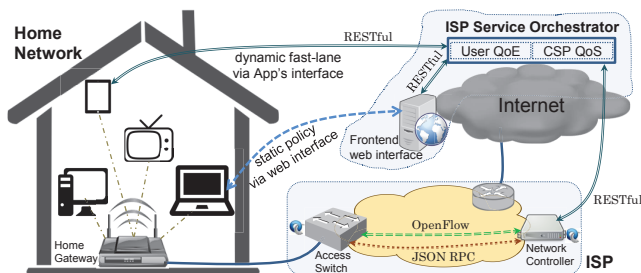 Home
Network
RESTful
dynamic fast-lane
via App's interface
ISP Service Orchestrator
User QoE
CSP QoS
RESTful
Internet
static policy
via web interface
Frontend
web interface
RESTful
OpenFlow
JSON RPC
Home
Gateway
Access
Switch
Network
Controller
ISP